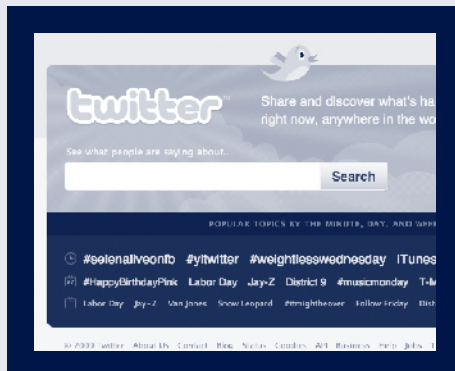 twitter
Share and discover what's ha
right now, anywhere in the wo
See what people are saying about...
Search
POPULAR TOPICS BY THE MINUTE, DAY, AND WEE
#selenaliveonfb #yltwitter #weightlesswednesday iTunes
#HappyBirthdayPink Labor Day Jay-Z District 9 #musicmonday T-M
Labor Day Jay-Z Van Jones Snow Leopard Follow Friday Dist
© 2009 Twitter About Us Contact Blog Status Goodies API Business Help Jobs T